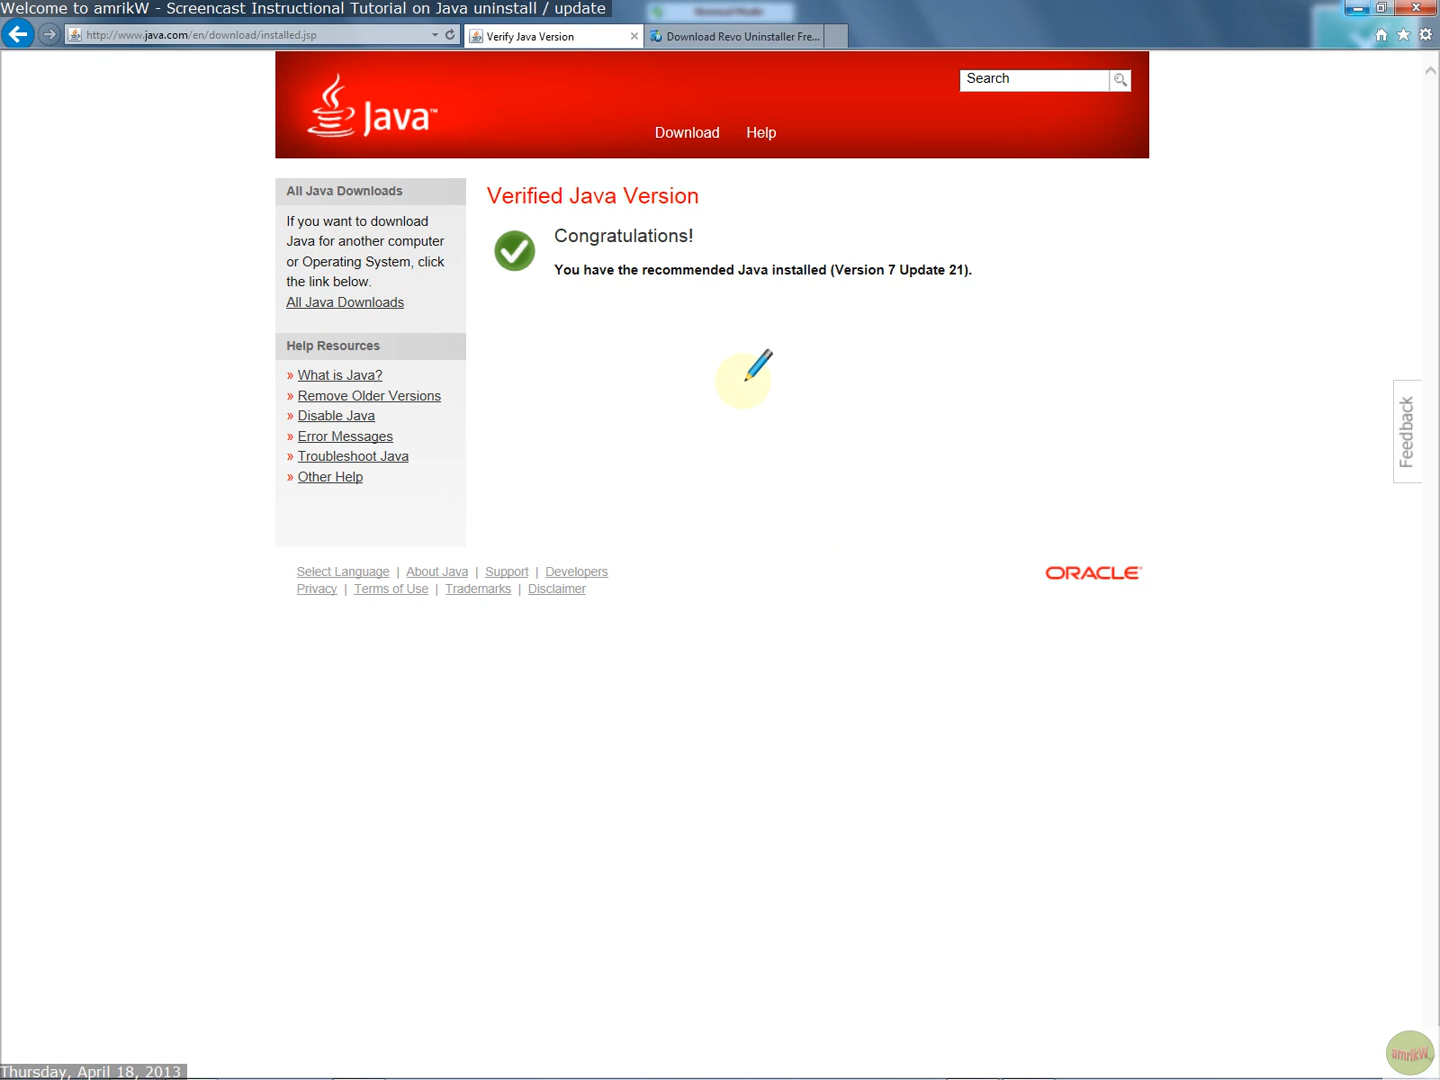 Welcome to amrikW - Screencast Instructional Tutorial on Java uninstall / update
http://www.java.com/en/download/installed.jsp
Verify Java Version
Download Revo Uninstaller Fre...
Java™
Search
Download Help
All Java Downloads
If you want to download
Java for another computer
or Operating System, click
the link below.
All Java Downloads
Help Resources
» What is Java?
» Remove Older Versions
» Disable Java
» Error Messages
» Troubleshoot Java
» Other Help
Verified Java Version
Congratulations!
You have the recommended Java installed (Version 7 Update 21).
Feedback
Select Language | About Java | Support | Developers
Privacy | Terms of Use | Trademarks | Disclaimer
ORACLE
amrikW
Thursday, April 18, 2013